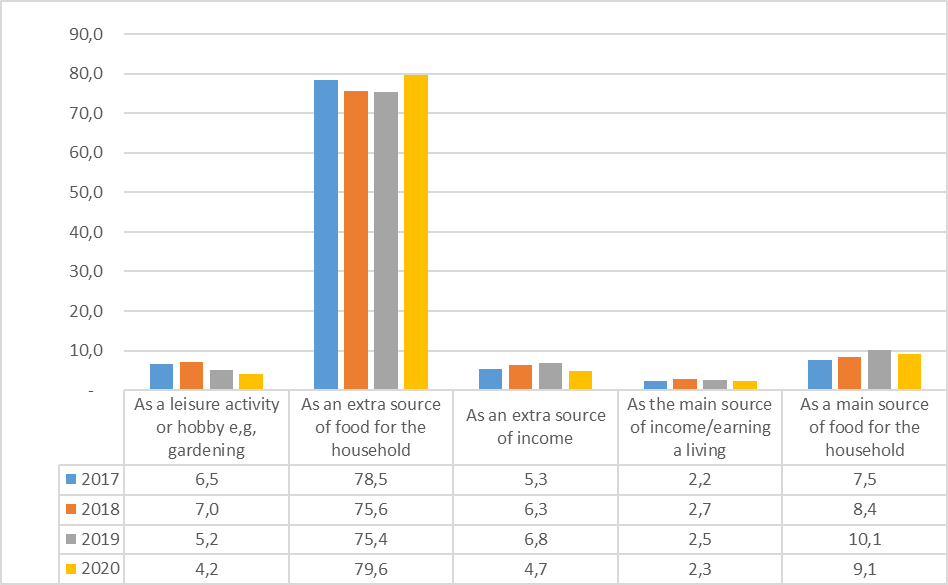 90,0
80,0
70,0
60,0
50,0
40,0
30,0
20,0
10,0
-
As a leisure activity or hobby e,g, gardening
As an extra source of food for the household
As an extra source of income
As the main source of income/earning a living
As a main source of food for the household
2017 6,5 78,5 5,3 2,2 7,5
2018 7,0 75,6 6,3 2,7 8,4
2019 5,2 75,4 6,8 2,5 10,1
2020 4,2 79,6 4,7 2,3 9,1